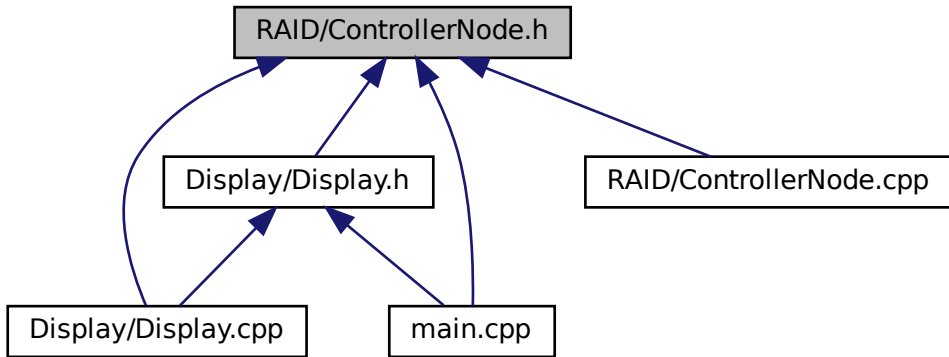 RAID/ControllerNode.h
Display/Display.h
RAID/ControllerNode.cpp
Display/Display.cpp
main.cpp